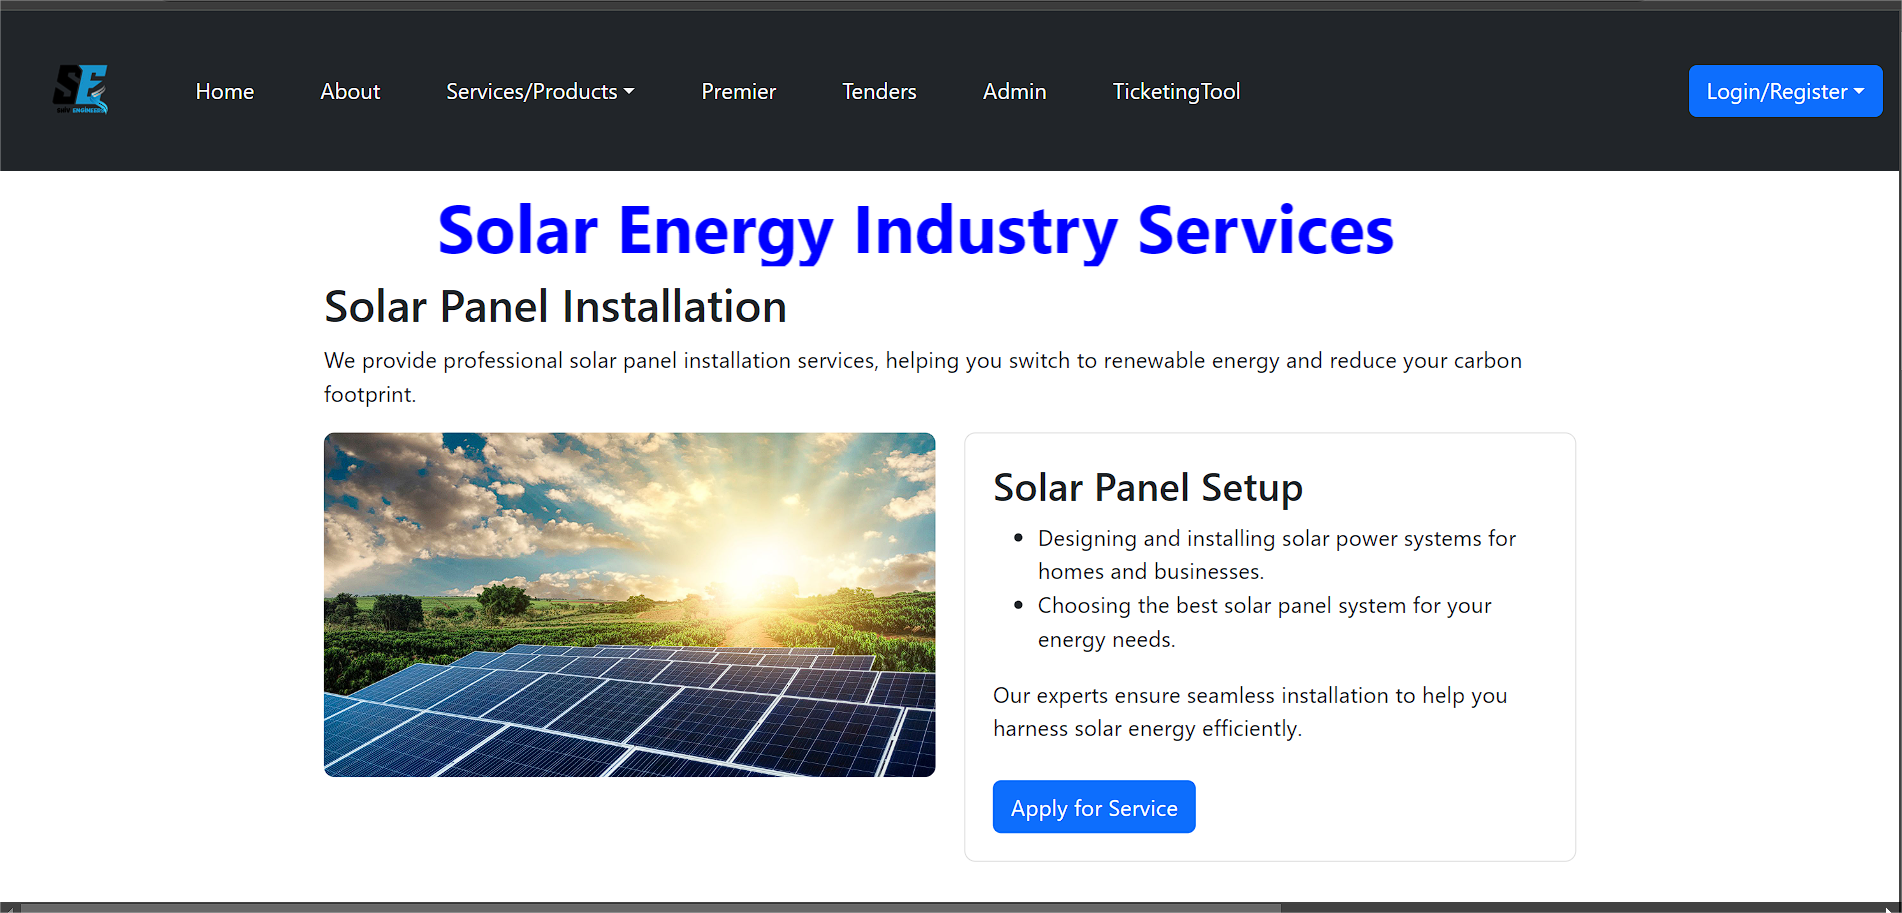 SE
ENGINEERS
Home About Services/Products Premier Tenders Admin TicketingTool Login/Register
Solar Energy Industry Services
Solar Panel Installation
We provide professional solar panel installation services, helping you switch to renewable energy and reduce your carbon
footprint.
Solar Panel Setup
• Designing and installing solar power systems for
homes and businesses.
• Choosing the best solar panel system for your
energy needs.
Our experts ensure seamless installation to help you
harness solar energy efficiently.
Apply for Service